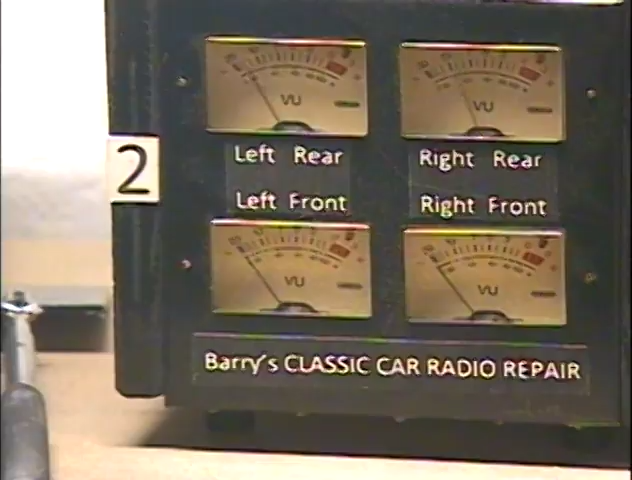 VU VU
Left Rear Right Rear
2
Left Front Right Front
VU VU
Barry's CLASSIC CAR RADIO REPAIR